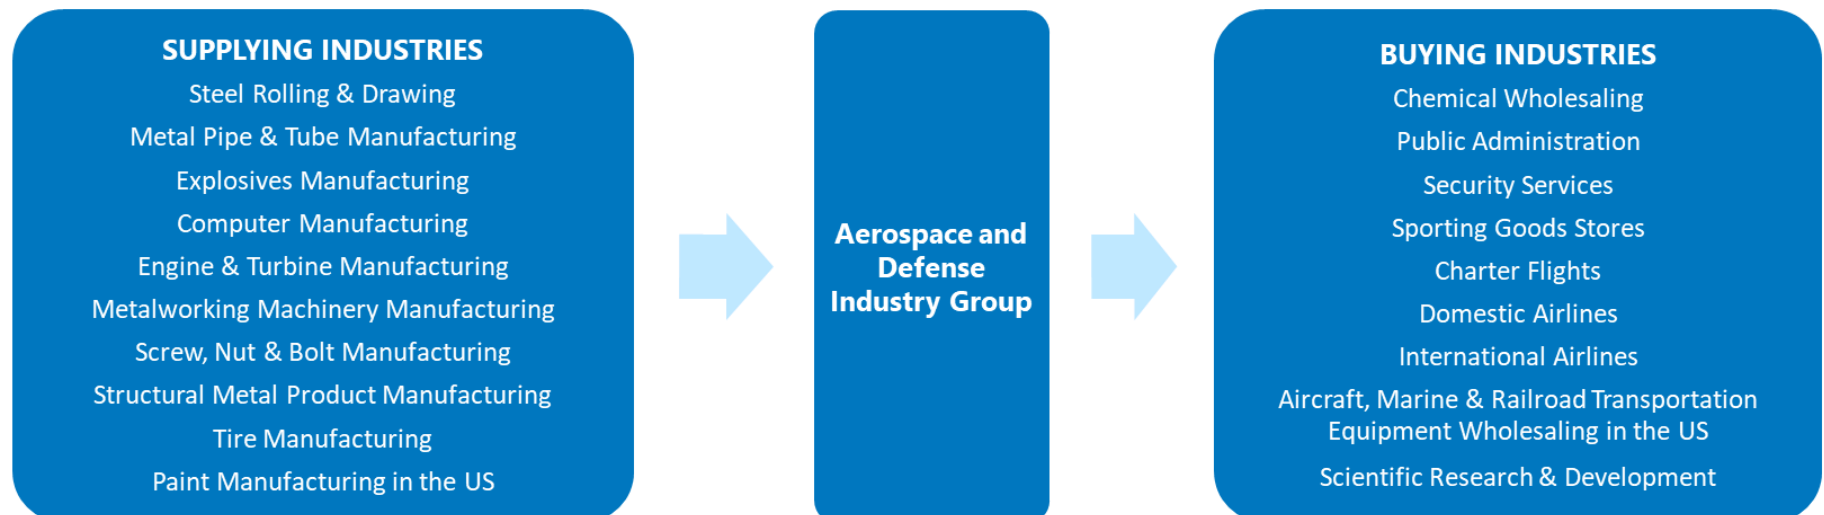 SUPPLYING INDUSTRIES
Steel Rolling & Drawing
Metal Pipe & Tube Manufacturing
Explosives Manufacturing
Computer Manufacturing
Engine & Turbine Manufacturing
Metalworking Machinery Manufacturing
Screw, Nut & Bolt Manufacturing
Structural Metal Product Manufacturing
Tire Manufacturing
Paint Manufacturing in the US
Aerospace and
Defense
Industry Group
BUYING INDUSTRIES
Chemical Wholesaling
Public Administration
Security Services
Sporting Goods Stores
Charter Flights
Domestic Airlines
International Airlines
Aircraft, Marine & Railroad Transportation
Equipment Wholesaling in the US
Scientific Research & Development